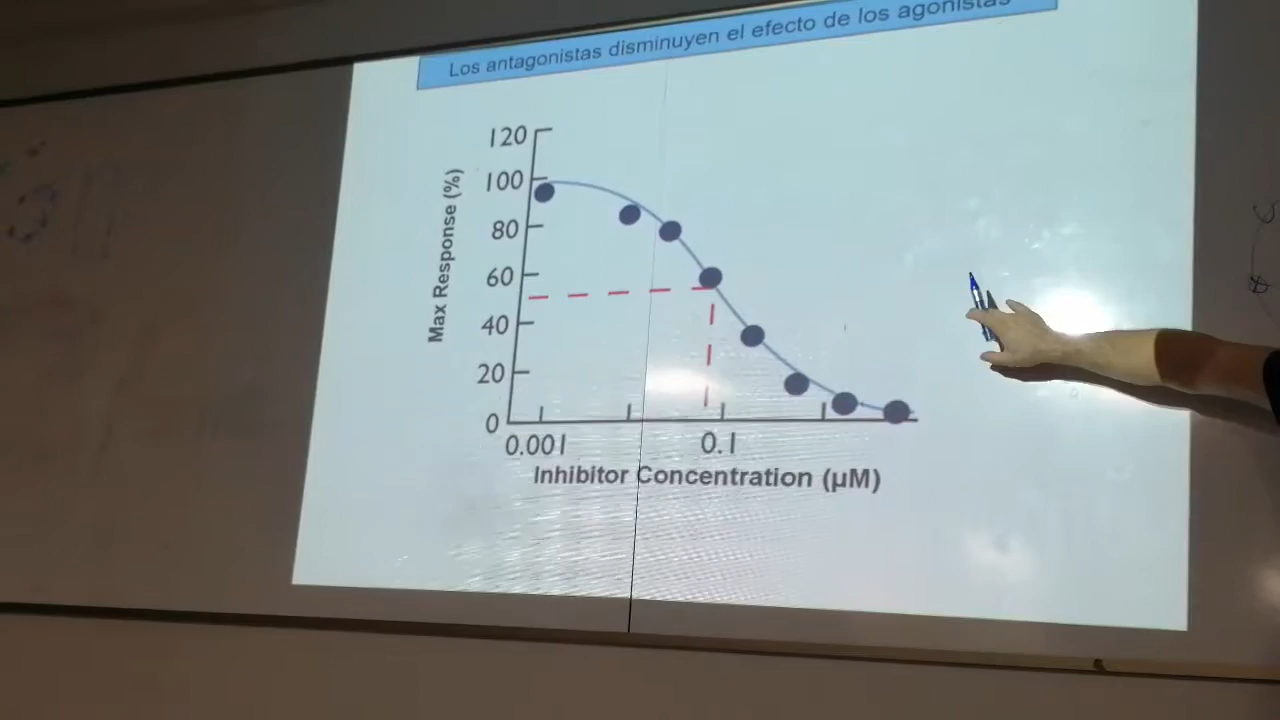 Los antagonistas disminuyen el efecto de los agonistas
120
100
80
60
40
20
0
Max Response (%)
0.001 0.1
Inhibitor Concentration (µM)